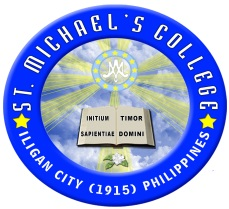 ST. MICHAEL'S COLLEGE
INITIUM TIMOR
SAPIENTIAE DOMINI
ILIGAN CITY (1915) PHILIPPINES